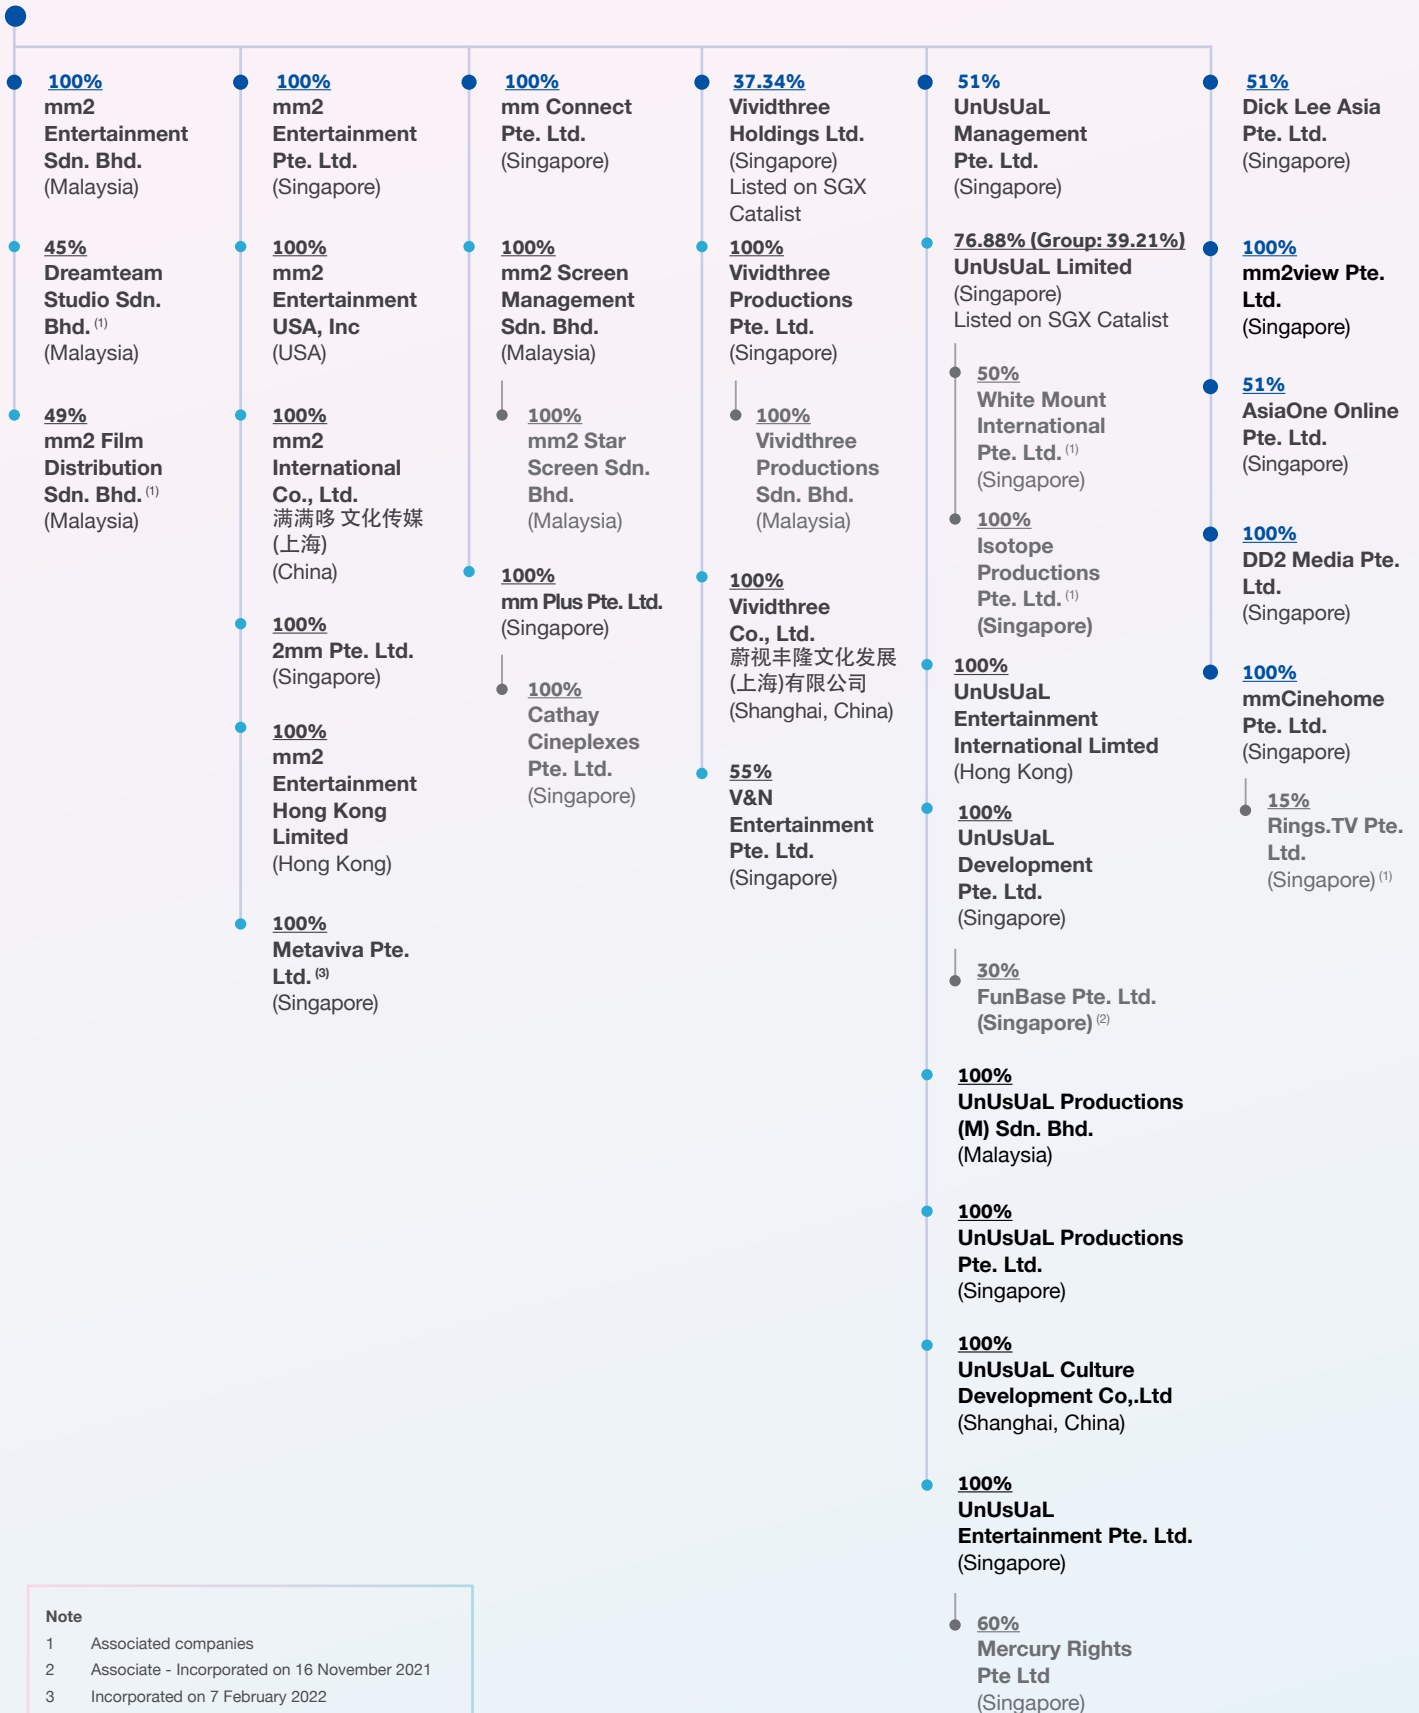 100%
mm2
Entertainment
Sdn. Bhd.
(Malaysia)
45%
Dreamteam
Studio Sdn.
Bhd. (1)
(Malaysia)
49%
mm2 Film
Distribution
Sdn. Bhd. (1)
(Malaysia)
100%
mm2
Entertainment
Pte. Ltd.
(Singapore)
100%
mm2
Entertainment
USA, Inc
(USA)
100%
mm2
International
Co., Ltd.
满满哆 文化传媒
(上海)
(China)
100%
2mm Pte. Ltd.
(Singapore)
100%
mm2
Entertainment
Hong Kong
Limited
(Hong Kong)
100%
Metaviva Pte.
Ltd. (3)
(Singapore)
100%
mm Connect
Pte. Ltd.
(Singapore)
100%
mm2 Screen
Management
Sdn. Bhd.
(Malaysia)
100%
mm2 Star
Screen Sdn.
Bhd.
(Malaysia)
100%
mm Plus Pte. Ltd.
(Singapore)
100%
Cathay
Cineplexes
Pte. Ltd.
(Singapore)
37.34%
Vividthree
Holdings Ltd.
(Singapore)
Listed on SGX
Catalist
100%
Vividthree
Productions
Pte. Ltd.
(Singapore)
100%
Vividthree
Productions
Sdn. Bhd.
(Malaysia)
100%
Vividthree
Co., Ltd.
蔚视丰隆文化发展
(上海)有限公司
(Shanghai, China)
55%
V&N
Entertainment
Pte. Ltd.
(Singapore)
51%
UnUsUaL
Management
Pte. Ltd.
(Singapore)
76.88% (Group: 39.21%)
UnUsUaL Limited
(Singapore)
Listed on SGX Catalist
50%
White Mount
International
Pte. Ltd. (1)
(Singapore)
100%
Isotope
Productions
Pte. Ltd. (1)
(Singapore)
100%
UnUsUaL
Entertainment
International Limted
(Hong Kong)
100%
UnUsUaL
Development
Pte. Ltd.
(Singapore)
30%
FunBase Pte. Ltd.
(Singapore) (2)
100%
UnUsUaL Productions
(M) Sdn. Bhd.
(Malaysia)
100%
UnUsUaL Productions
Pte. Ltd.
(Singapore)
100%
UnUsUaL Culture
Development Co,.Ltd
(Shanghai, China)
100%
UnUsUaL
Entertainment Pte. Ltd.
(Singapore)
60%
Mercury Rights
Pte Ltd
(Singapore)
51%
Dick Lee Asia
Pte. Ltd.
(Singapore)
100%
mm2view Pte.
Ltd.
(Singapore)
51%
AsiaOne Online
Pte. Ltd.
(Singapore)
100%
DD2 Media Pte.
Ltd.
(Singapore)
100%
mmCinehome
Pte. Ltd.
(Singapore)
15%
Rings.TV Pte.
Ltd.
(Singapore) (1)
Note
1 Associated companies
2 Associate - Incorporated on 16 November 2021
3 Incorporated on 7 February 2022